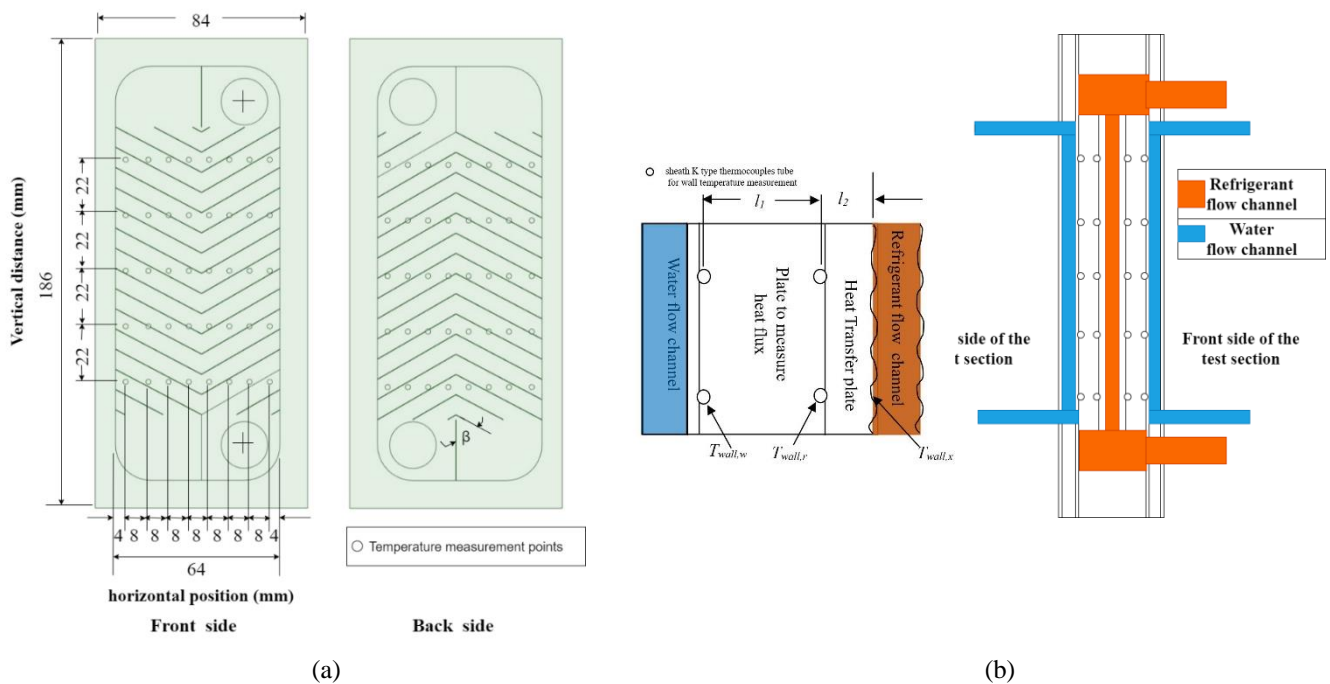 84
Vertical distance (mm)
186
22
22
22
22
4 8 8 8 8 8 8 8 4
64
horizontal position (mm)
Front side
Back side
β
Temperature measurement points
(a)
sheath K type thermocouples tube
for wall temperature measurement
l1
l2
Water flow channel
Plate to measure
heat flux
Heat Transfer plate
Refrigerant flow channel
Twall,w
Twall,r
Twall,x
side of the
t section
Front side of the
test section
Refrigerant
flow channel
Water
flow channel
(b)